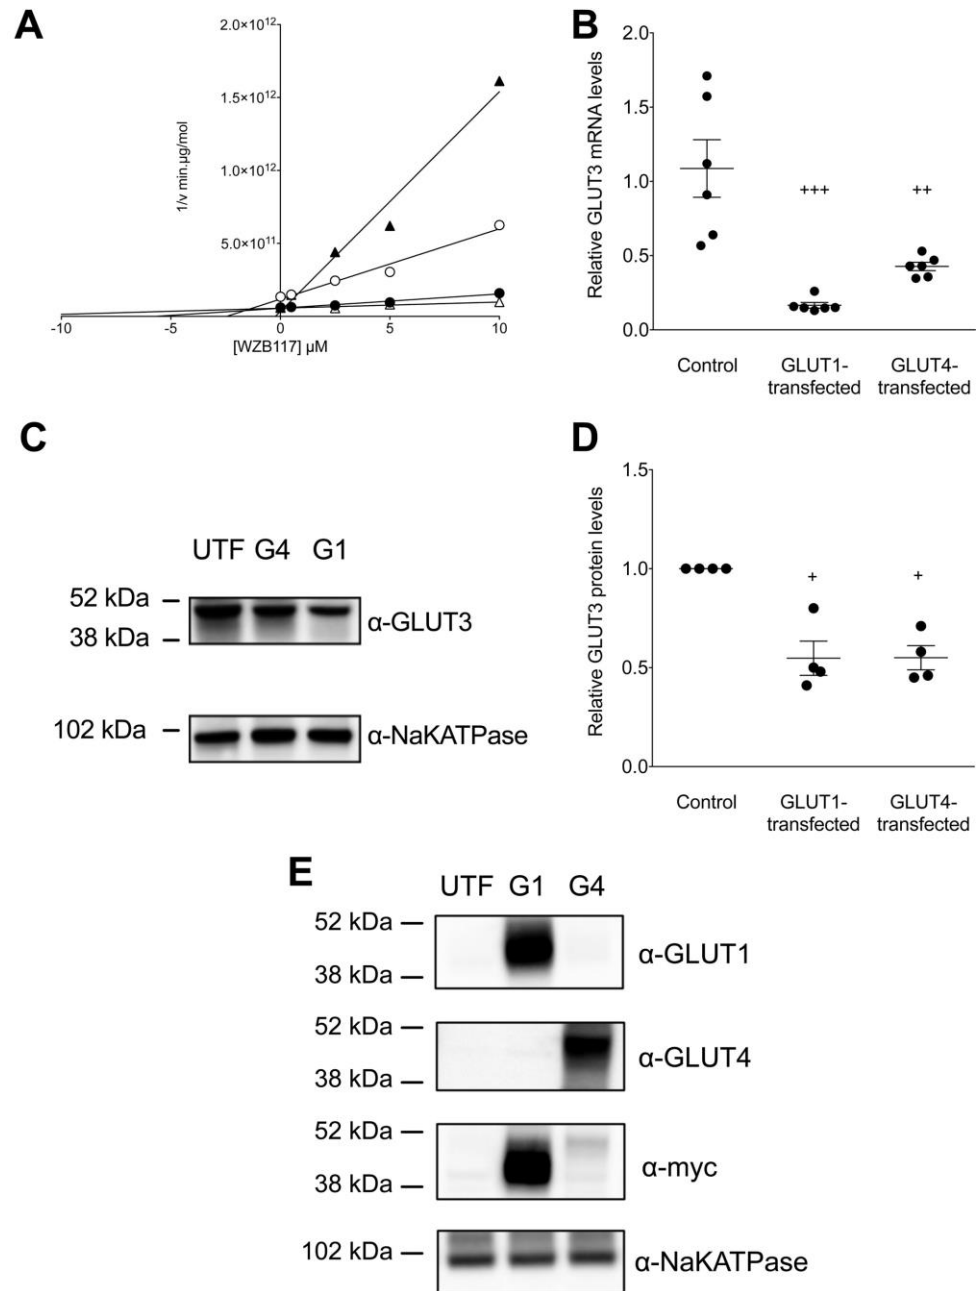 A
2.0×10¹²
1.5×10¹²
1.0×10¹²
5.0×10¹¹
1/v min.µg/mol
-10
-5
0
5
10
[WZB117] µM
B
2.0
1.5
1.0
0.5
0.0
Relative GLUT3 mRNA levels
+++
++
Control
GLUT1-
transfected
GLUT4-
transfected
C
UTF G4 G1
52 kDa
38 kDa
α-GLUT3
102 kDa
α-NaKATPase
D
1.5
1.0
0.5
0.0
Relative GLUT3 protein levels
+
+
Control
GLUT1-
transfected
GLUT4-
transfected
E
UTF G1 G4
52 kDa
38 kDa
α-GLUT1
52 kDa
38 kDa
α-GLUT4
52 kDa
38 kDa
α-myc
102 kDa
α-NaKATPase